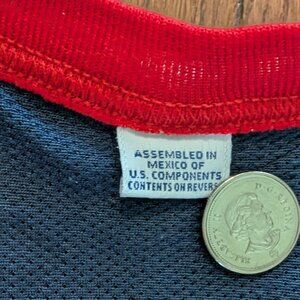 ASSEMBLED IN
MEXICO OF
U.S. COMPONENTS
CONTENTS ON REVERS
D·G·REGINA